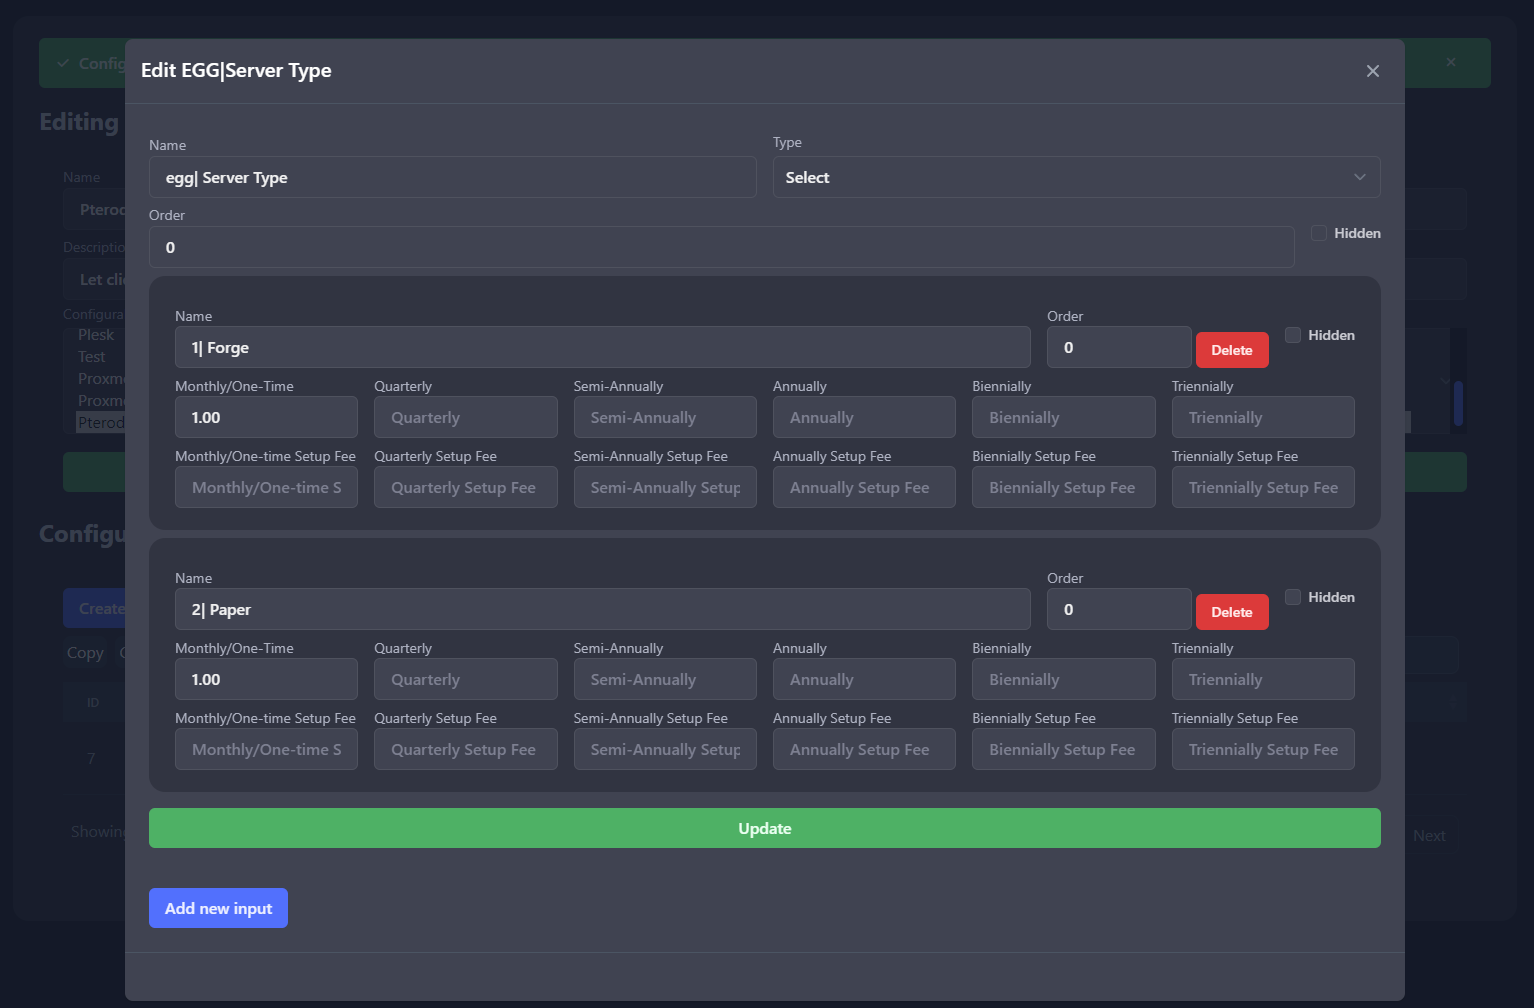 Config
Edit EGG|Server Type
Editing
Name
Pterod
Descriptio
Let clie
Configura
Plesk
Test
Proxmo
Proxmo
Pterod
Configu
Create
Copy
ID
7
Showing
Next
Name
Type
egg| Server Type
Select
Order
0
Hidden
Name
Order
1| Forge
0
Delete
Hidden
Monthly/One-Time Quarterly Semi-Annually Annually Biennially Triennially
1.00 Quarterly Semi-Annually Annually Biennially Triennially
Monthly/One-time Setup Fee Quarterly Setup Fee Semi-Annually Setup Fee Annually Setup Fee Biennially Setup Fee Triennially Setup Fee
Monthly/One-time S Quarterly Setup Fee Semi-Annually Setup Annually Setup Fee Biennially Setup Fee Triennially Setup Fee
Name
Order
2| Paper
0
Delete
Hidden
Monthly/One-Time Quarterly Semi-Annually Annually Biennially Triennially
1.00 Quarterly Semi-Annually Annually Biennially Triennially
Monthly/One-time Setup Fee Quarterly Setup Fee Semi-Annually Setup Fee Annually Setup Fee Biennially Setup Fee Triennially Setup Fee
Monthly/One-time S Quarterly Setup Fee Semi-Annually Setup Annually Setup Fee Biennially Setup Fee Triennially Setup Fee
Update
Add new input